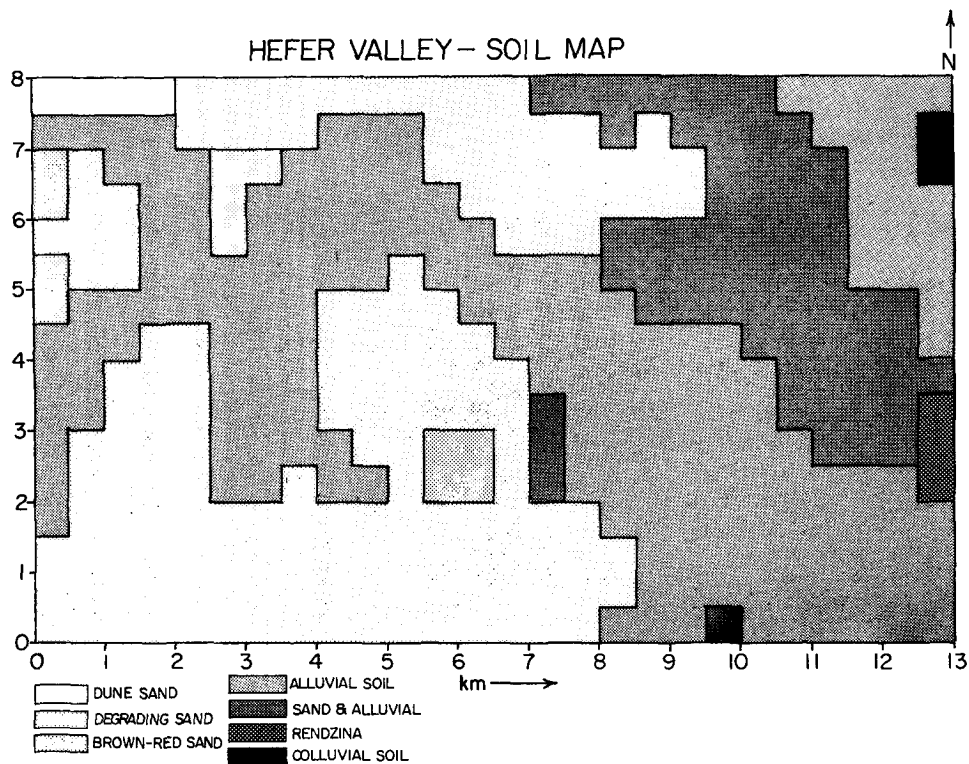 HEFER VALLEY – SOIL MAP
N
8
7
6
5
4
3
2
1
0
0 1 2 3 4 5 6 7 8 9 10 11 12 13
km
DUNE SAND
DEGRADING SAND
BROWN-RED SAND
ALLUVIAL SOIL
SAND & ALLUVIAL
RENDZINA
COLLUVIAL SOIL